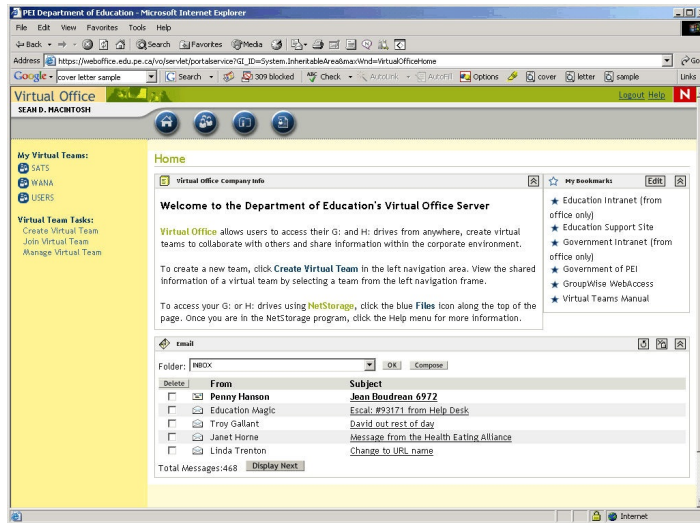 PEI Department of Education - Microsoft Internet Explorer
File Edit View Favorites Tools Help
Back Search Favorites Media
Address https://weboffice.edu.pe.ca/vo/servlet/portalservice?GI_ID=System.InheritableArea&maxWnd=VirtualOfficeHome Go
Google cover letter sample Search 309 blocked Check AutoLink AutoFill Options cover letter sample Links
Virtual Office Logout Help N
SEAN D. MACINTOSH
My Virtual Teams:
SATS
WANA
USERS
Virtual Team Tasks:
Create Virtual Team
Join Virtual Team
Manage Virtual Team
Home
Virtual Office Company Info
Welcome to the Department of Education's Virtual Office Server
Virtual Office allows users to access their G: and H: drives from anywhere, create virtual
teams to collaborate with others and share information within the corporate environment.
To create a new team, click Create Virtual Team in the left navigation area. View the shared
information of a virtual team by selecting a team from the left navigation frame.
To access your G: or H: drives using NetStorage, click the blue Files icon along the top of the
page. Once you are in the NetStorage program, click the Help menu for more information.
My Bookmarks Edit
Education Intranet (from
office only)
Education Support Site
Government Intranet (from
office only)
Government of PEI
GroupWise WebAccess
Virtual Teams Manual
Email
Folder: INBOX OK Compose
Delete From Subject
Penny Hanson Jean Boudreau 6972
Education Magic Escal: #93171 from Help Desk
Troy Gallant David out rest of day
Janet Horne Message from the Health Eating Alliance
Linda Trenton Change to URL name
Total Messages:468 Display Next
Internet